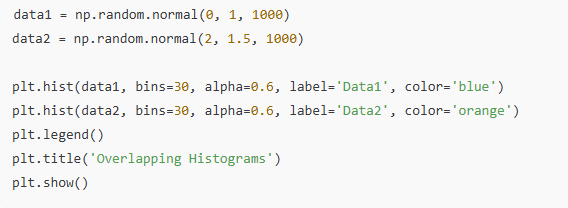 data1 = np.random.normal(0, 1, 1000)
data2 = np.random.normal(2, 1.5, 1000)
plt.hist(data1, bins=30, alpha=0.6, label='Data1', color='blue')
plt.hist(data2, bins=30, alpha=0.6, label='Data2', color='orange')
plt.legend()
plt.title('Overlapping Histograms')
plt.show()